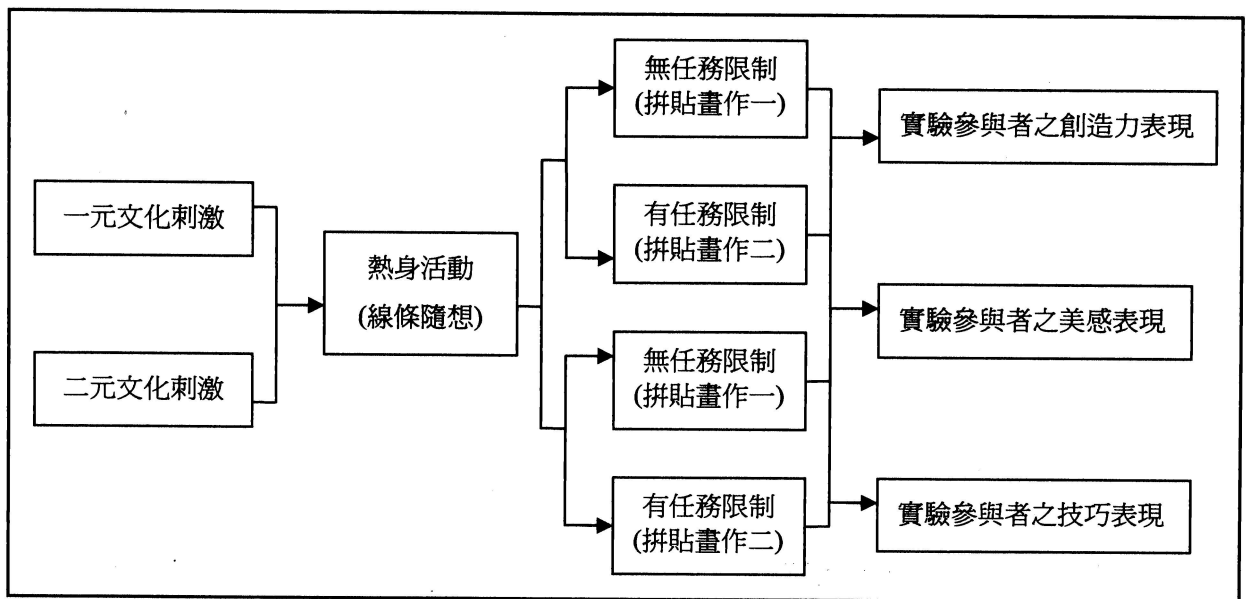 一元文化刺激
二元文化刺激
熱身活動
(線條隨想)
無任務限制
(拼貼畫作一)
有任務限制
(拼貼畫作二)
無任務限制
(拼貼畫作一)
有任務限制
(拼貼畫作二)
實驗參與者之創造力表現
實驗參與者之美感表現
實驗參與者之技巧表現